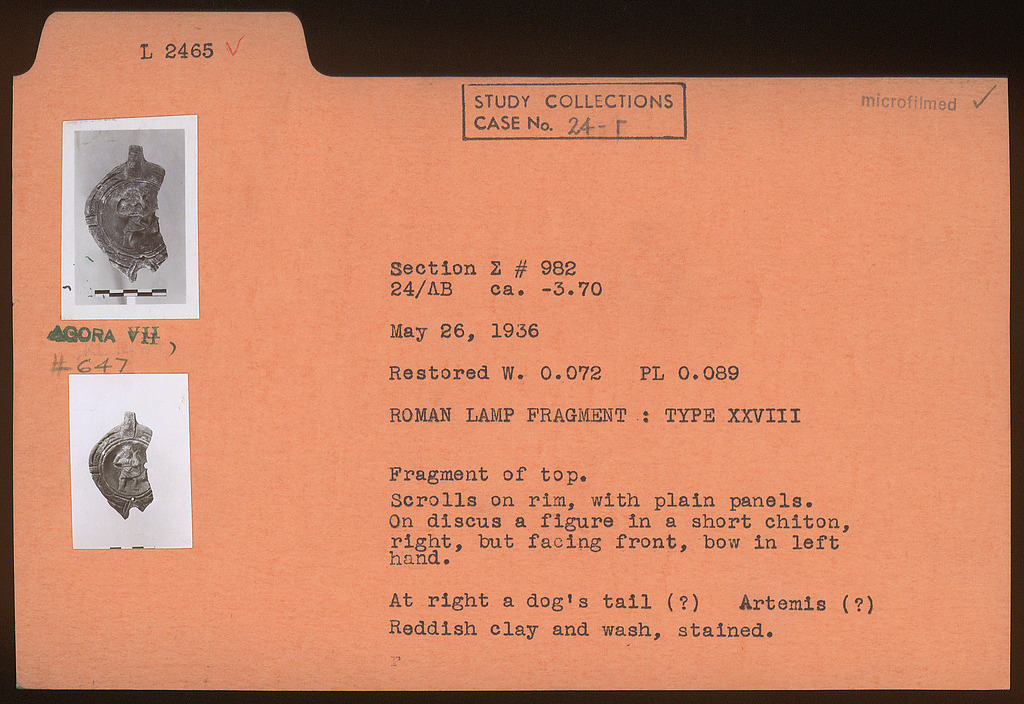 L 2465 ✓
STUDY COLLECTIONS
CASE No. 24-Γ
microfilmed ✓
AGORA VII,
#647
Section Σ # 982
24/ΛΒ ca. -3.70
May 26, 1936
Restored W. 0.072 PL 0.089
ROMAN LAMP FRAGMENT : TYPE XXVIII
Fragment of top.
Scrolls on rim, with plain panels.
On discus a figure in a short chiton,
right, but facing front, bow in left
hand.
At right a dog's tail (?) Artemis (?)
Reddish clay and wash, stained.